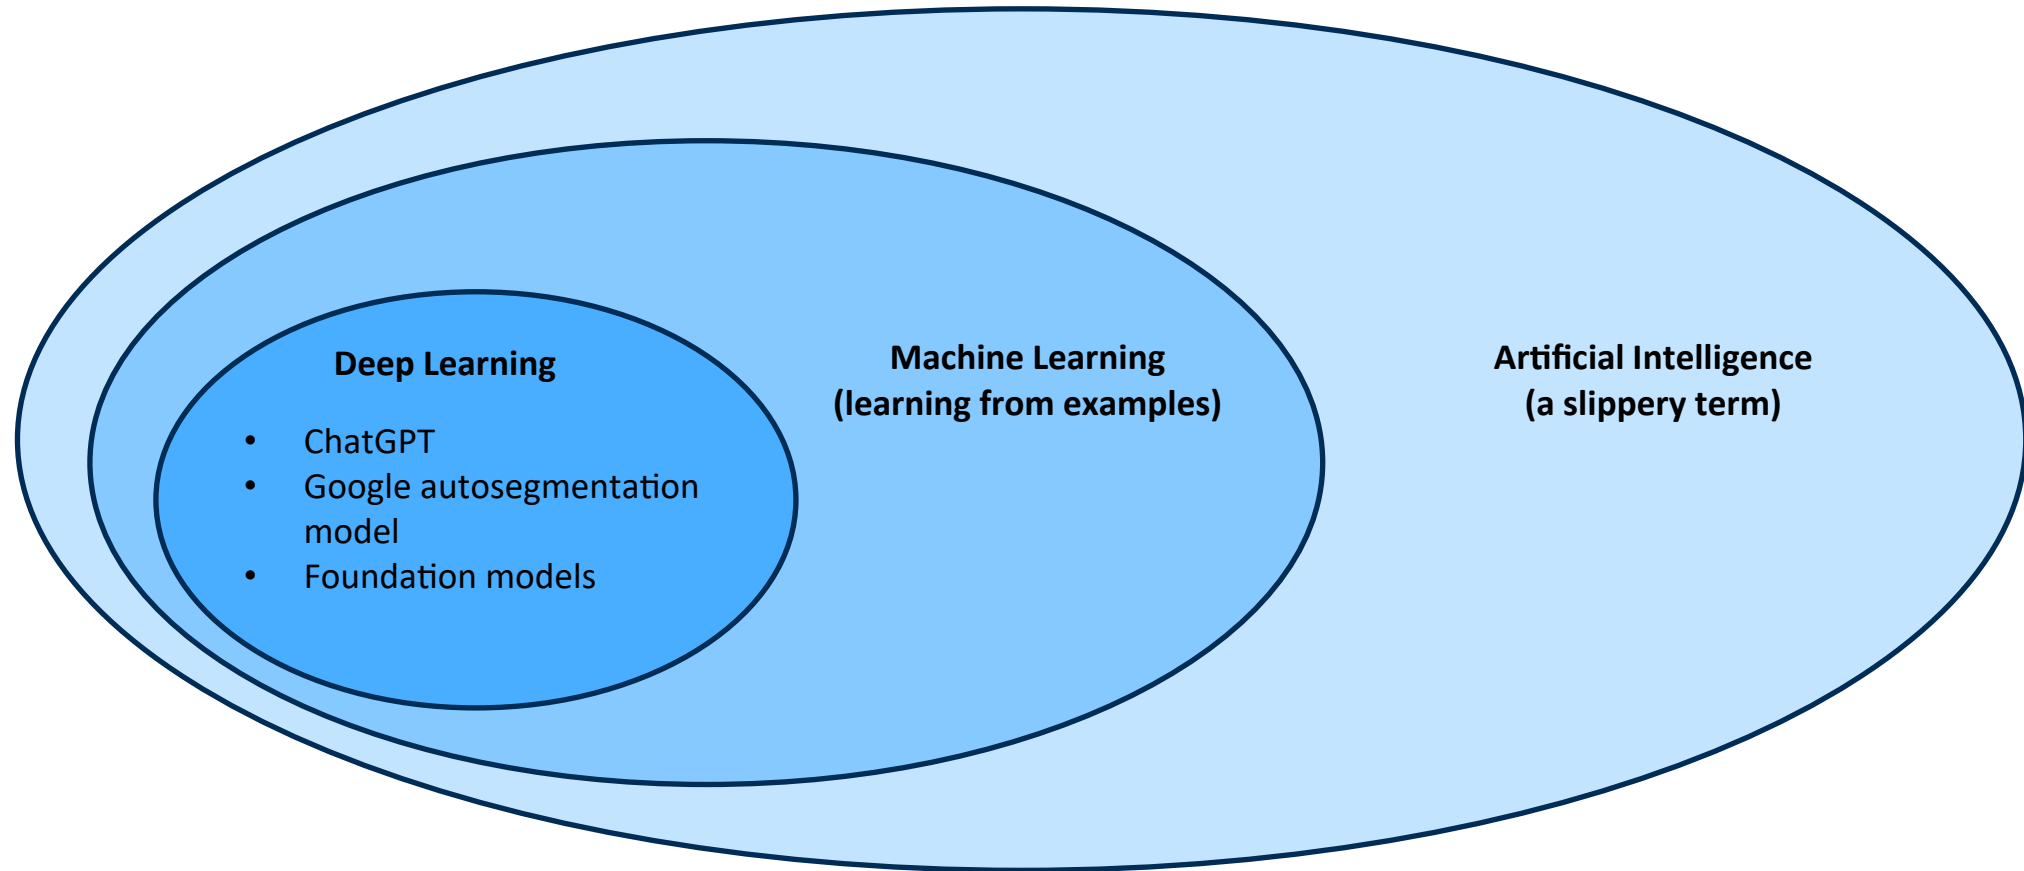 Deep Learning
• ChatGPT
• Google autosegmentation
model
• Foundation models
Machine Learning
(learning from examples)
Artificial Intelligence
(a slippery term)